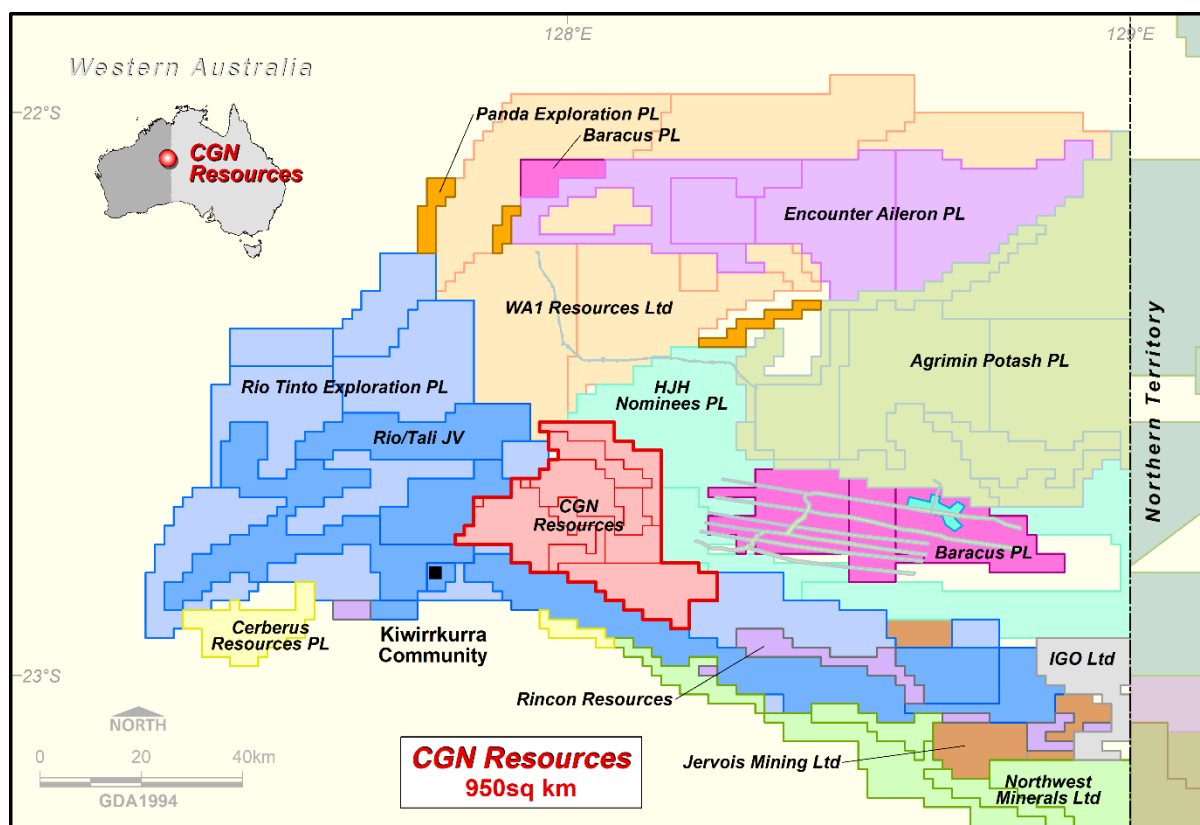 128°E
129°E
Western Australia
22°S
Panda Exploration PL
Baracus PL
CGN
Resources
Encounter Aileron PL
WA1 Resources Ltd
Northern Territory
Agrimin Potash PL
Rio Tinto Exploration PL
HJH
Nominees PL
Rio/Tali JV
CGN
Resources
Baracus PL
Cerberus
Resources PL
Kiwirrkurra
Community
IGO Ltd
23°S
Rincon Resources
NORTH
0 20 40km
GDA1994
CGN Resources
950sq km
Jervois Mining Ltd
Northwest
Minerals Ltd